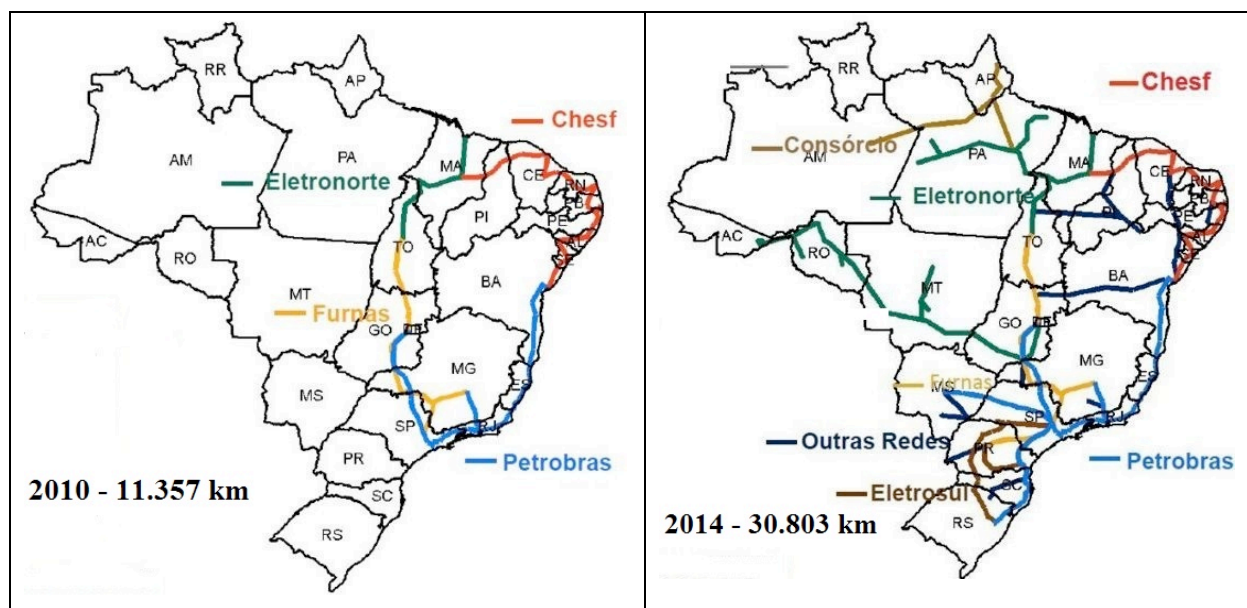 RR
AP
Chesf
AM
PA
MA
CE
RN
Eletronorte
PB
PE
PI
AL
SE
AC
TO
RO
BA
MT
Furnas
GO
DF
MG
ES
MS
SP
RJ
PR
Petrobras
2010 - 11.357 km
SC
RS
RR
AP
Chesf
Consórcio
AM
PA
MA
CE
RN
Eletronorte
PB
PE
PI
AL
SE
AC
TO
RO
BA
MT
GO
DF
MG
Furnas
MS
ES
SP
RJ
Outras Redes
PR
Petrobras
Eletrosul
SC
RS
2014 - 30.803 km